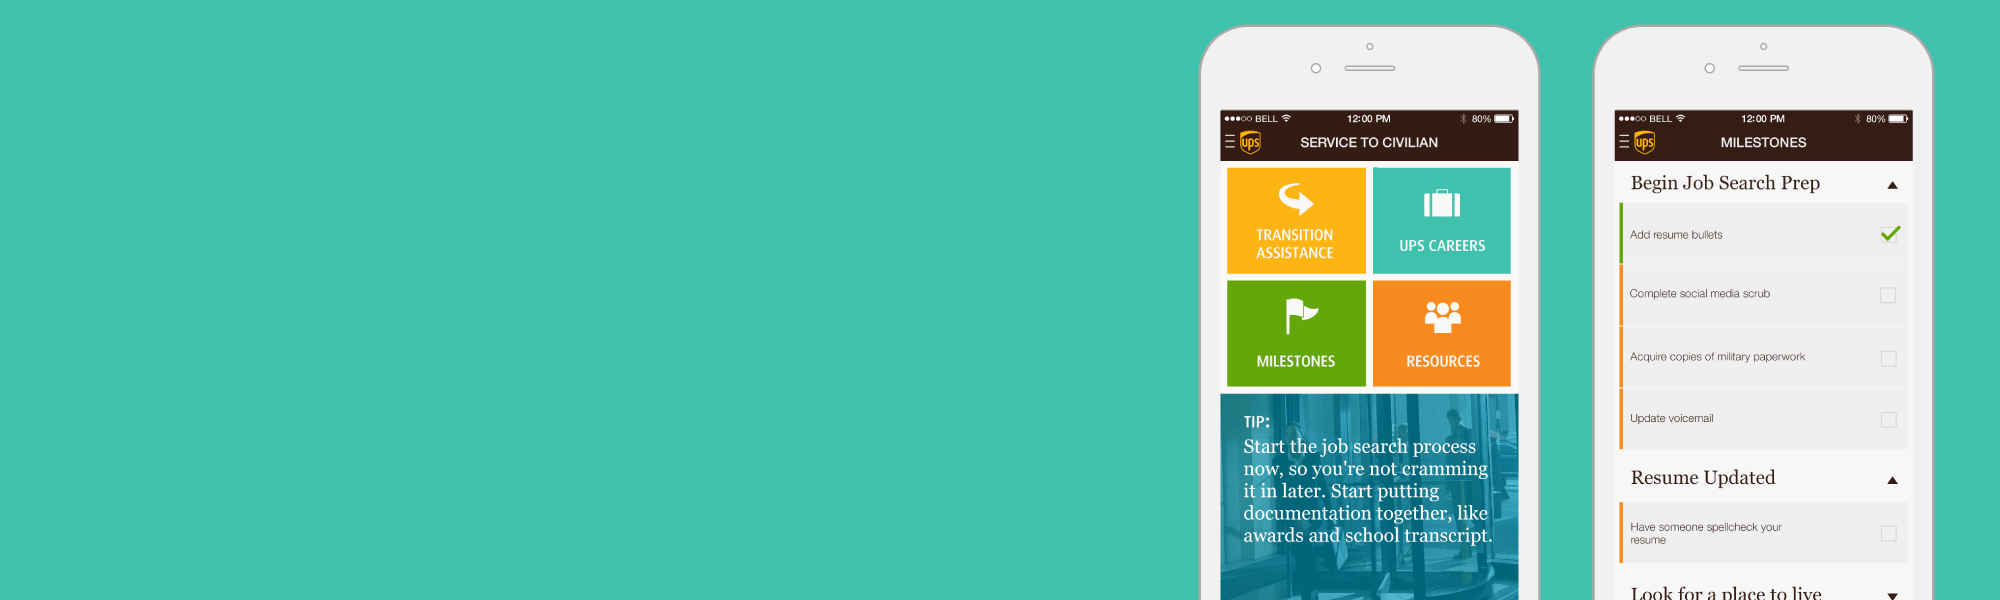 BELL
12:00 PM
80%
ups
SERVICE TO CIVILIAN
TRANSITION
ASSISTANCE
UPS CAREERS
MILESTONES
RESOURCES
TIP:
Start the job search process
now, so you're not cramming
it in later. Start putting
documentation together, like
awards and school transcript.
BELL
12:00 PM
80%
ups
MILESTONES
Begin Job Search Prep
Add resume bullets
Complete social media scrub
Acquire copies of military paperwork
Update voicemail
Resume Updated
Have someone spellcheck your
resume
Look for a place to live